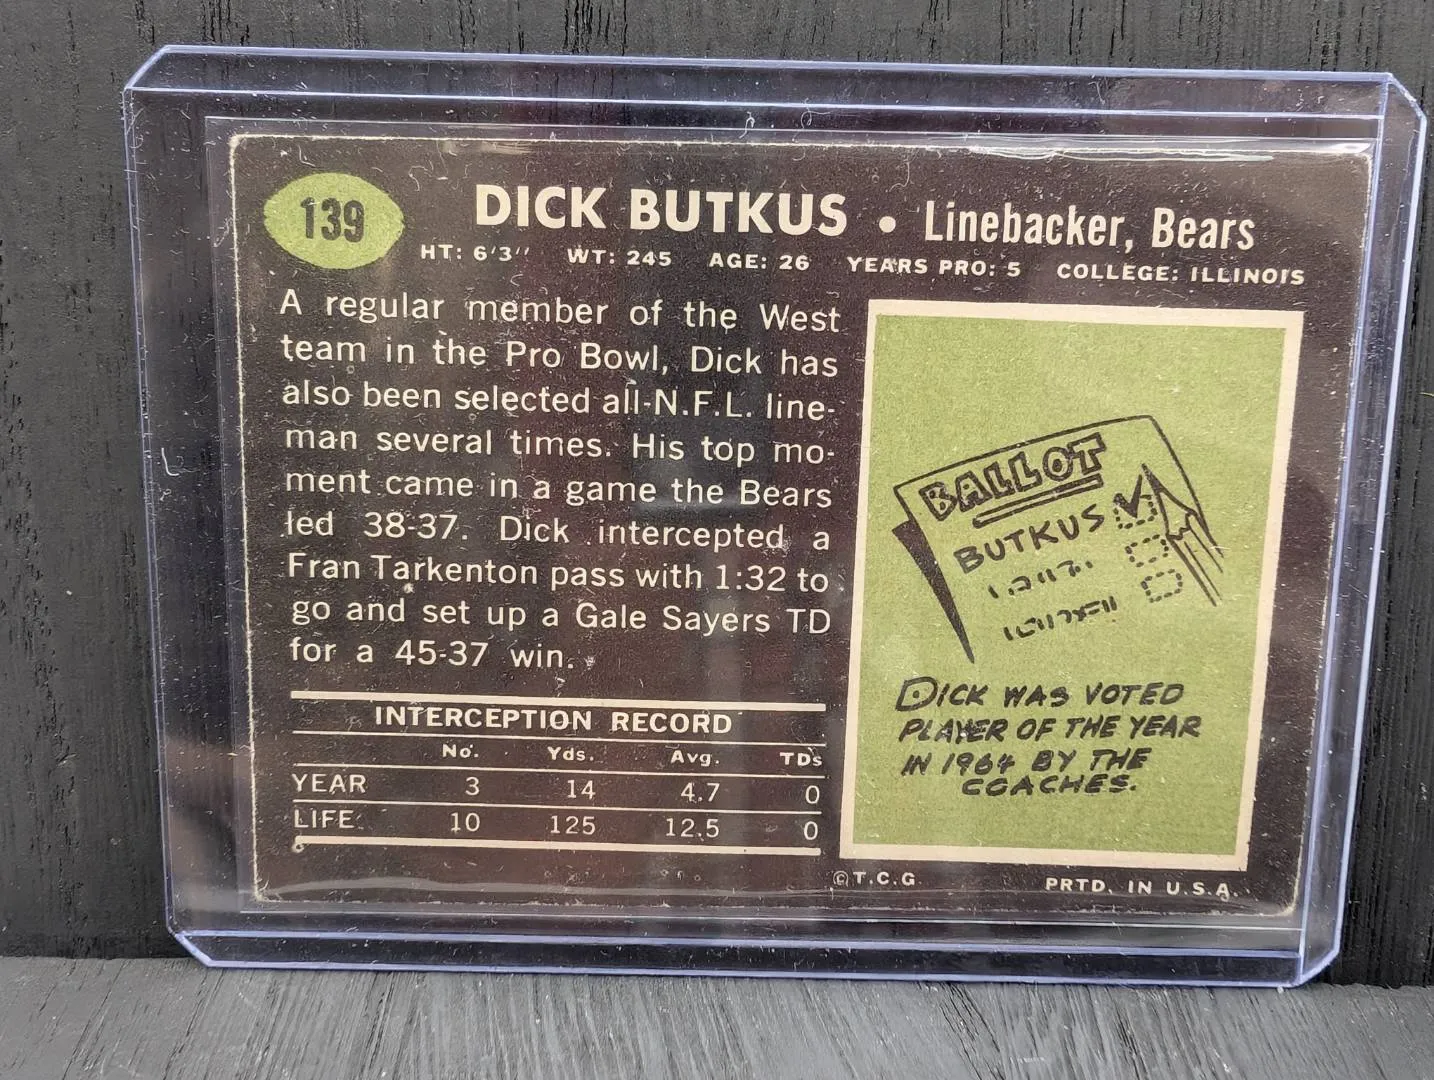 139
DICK BUTKUS • Linebacker, Bears
HT: 6'3'' WT: 245 AGE: 26 YEARS PRO: 5 COLLEGE: ILLINOIS
A regular member of the West
team in the Pro Bowl, Dick has
also been selected all-N.F.L. line-
man several times. His top mo-
ment came in a game the Bears
led 38-37. Dick intercepted a
Fran Tarkenton pass with 1:32 to
go and set up a Gale Sayers TD
for a 45-37 win.
INTERCEPTION RECORD
No. Yds. Avg. TDs
YEAR 3 14 4.7 0
LIFE 10 125 12.5 0
BALLOT
BUTKUS
DICK WAS VOTED
PLAYER OF THE YEAR
IN 1964 BY THE
COACHES.
©T.C.G. PRTD. IN U.S.A.